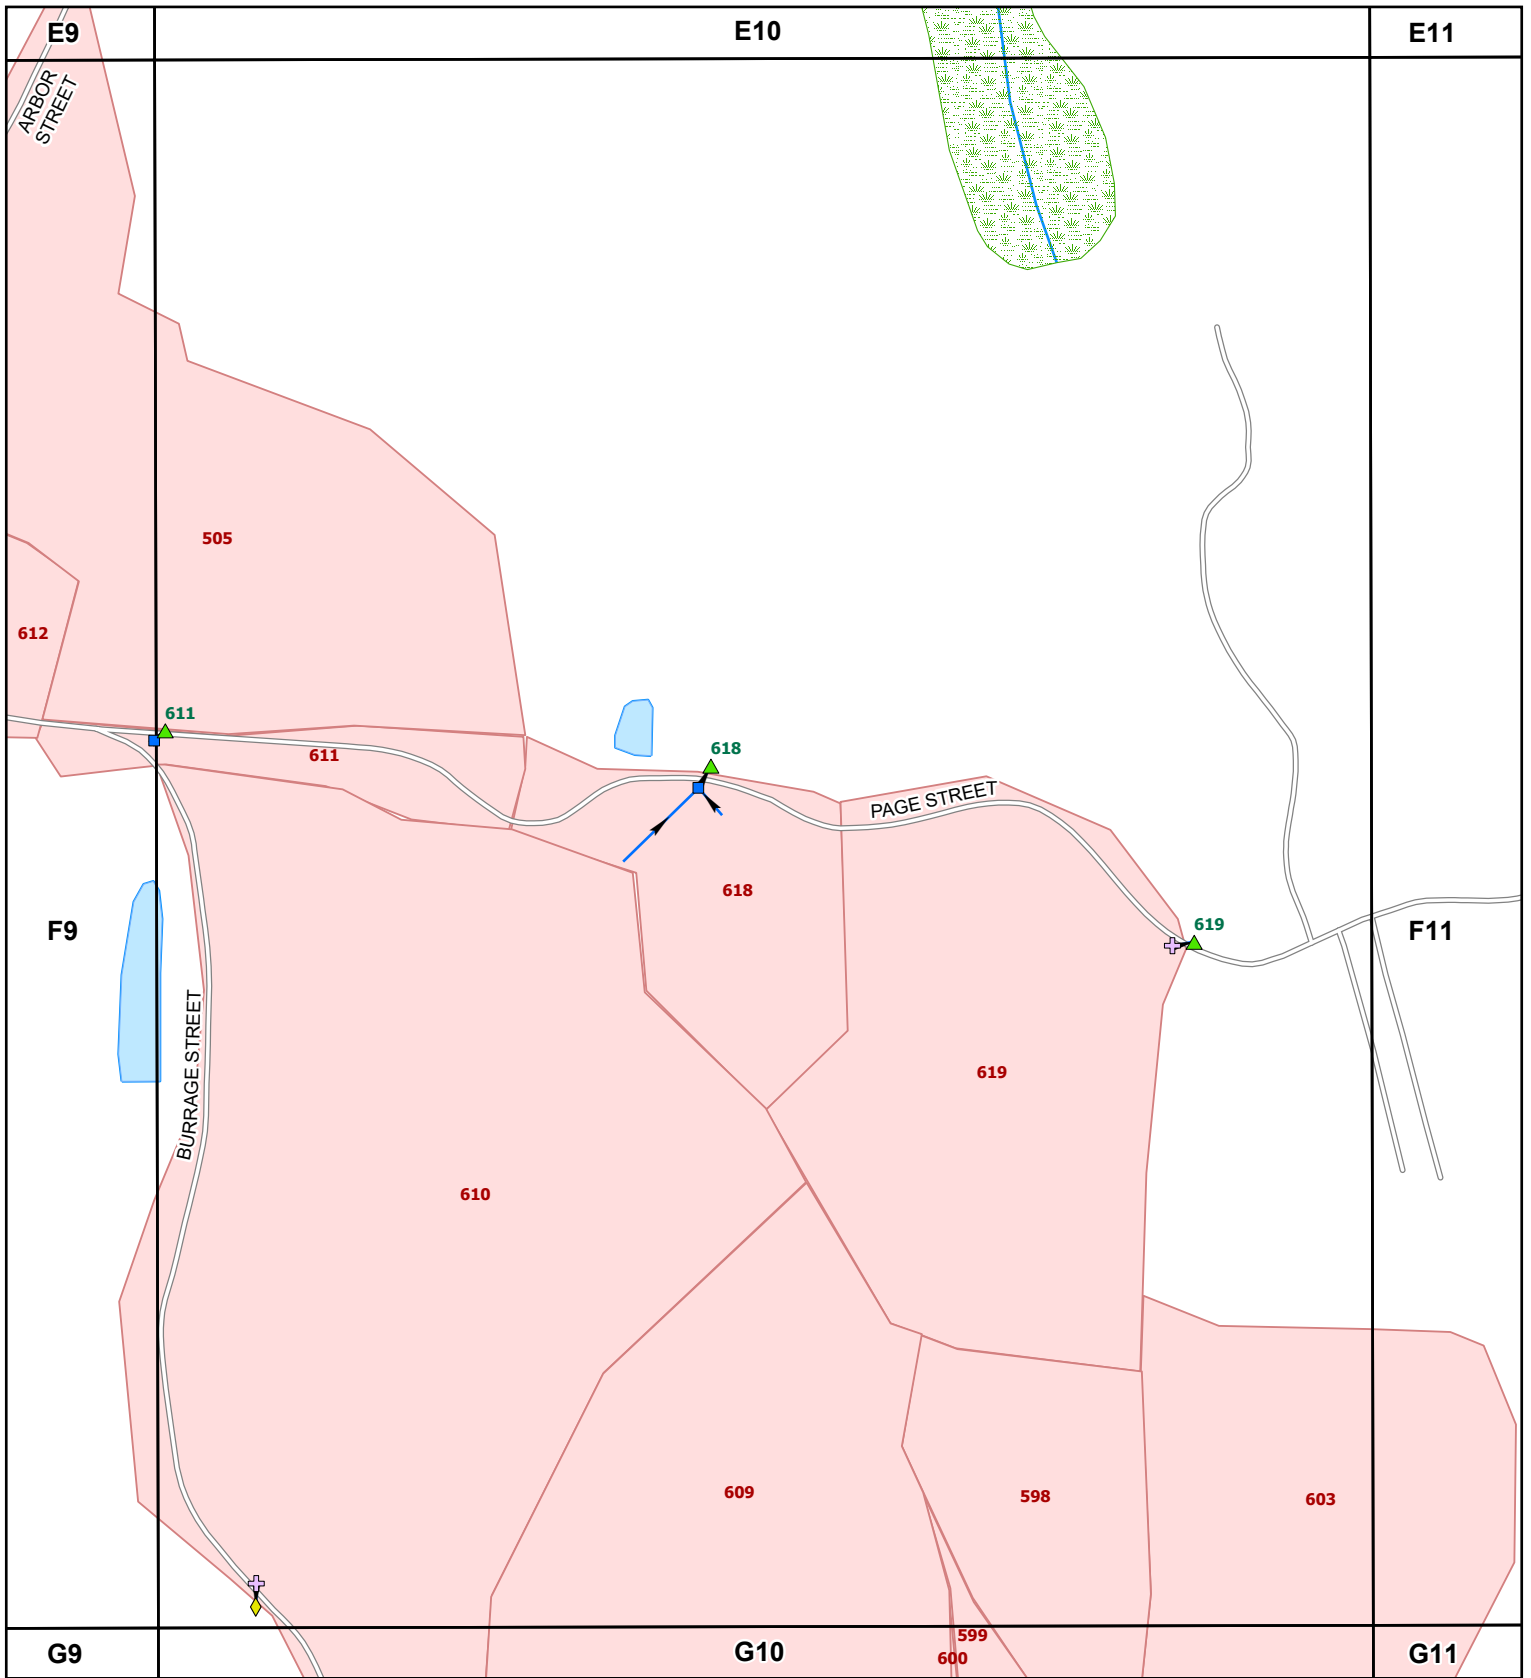 E9
E10
E11
ARBOR
STREET
505
612
611
611
618
PAGE STREET
618
619
F9
F11
BURRAGE STREET
619
610
609
598
603
599
600
G9
G10
G11